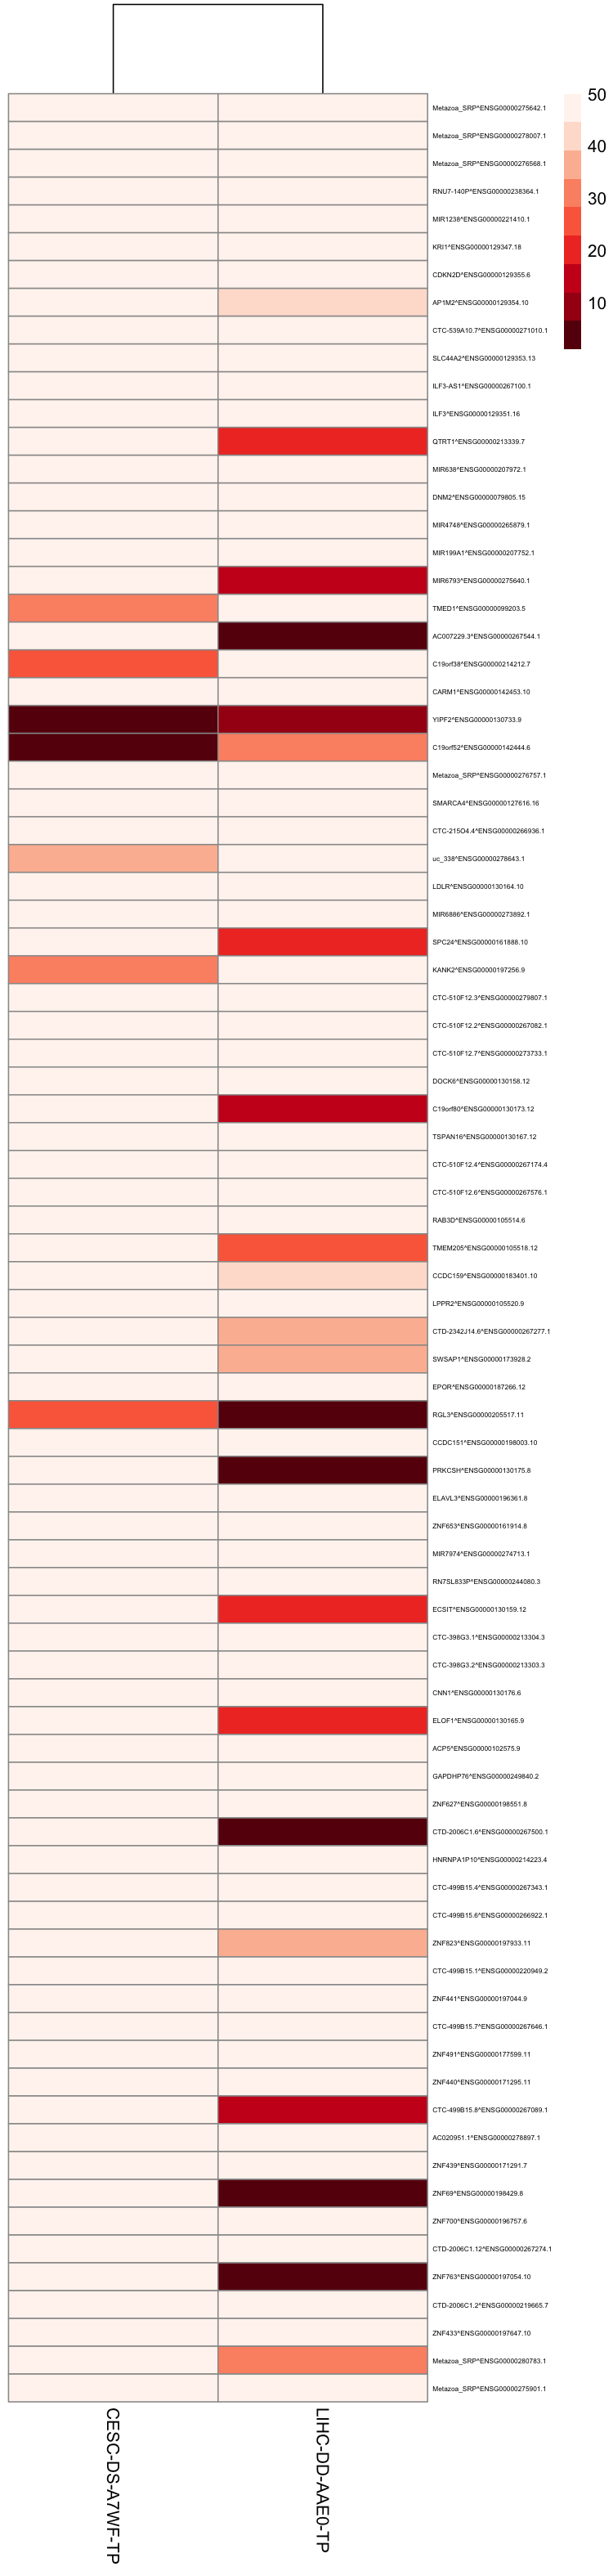 50
40
30
20
10
Metazoa_SRP^ENSG00000275642.1
Metazoa_SRP^ENSG00000278007.1
Metazoa_SRP^ENSG00000276568.1
RNU7-140P^ENSG00000238364.1
MIR1238^ENSG00000221410.1
KRI1^ENSG00000129347.18
CDKN2D^ENSG00000129355.6
AP1M2^ENSG00000129354.10
CTC-539A10.7^ENSG00000271010.1
SLC44A2^ENSG00000129353.13
ILF3-AS1^ENSG00000267100.1
ILF3^ENSG00000129351.16
QTRT1^ENSG00000213339.7
MIR638^ENSG00000207972.1
DNM2^ENSG00000079805.15
MIR4748^ENSG00000265879.1
MIR199A1^ENSG00000207752.1
MIR6793^ENSG00000275640.1
TMED1^ENSG00000099203.5
AC007229.3^ENSG00000267544.1
C19orf38^ENSG00000214212.7
CARM1^ENSG00000142453.10
YIPF2^ENSG00000130733.9
C19orf52^ENSG00000142444.6
Metazoa_SRP^ENSG00000276757.1
SMARCA4^ENSG00000127616.16
CTC-215O4.4^ENSG00000266936.1
uc_338^ENSG00000278643.1
LDLR^ENSG00000130164.10
MIR6886^ENSG00000273892.1
SPC24^ENSG00000161888.10
KANK2^ENSG00000197256.9
CTC-510F12.3^ENSG00000279807.1
CTC-510F12.2^ENSG00000267082.1
CTC-510F12.7^ENSG00000273733.1
DOCK6^ENSG00000130158.12
C19orf80^ENSG00000130173.12
TSPAN16^ENSG00000130167.12
CTC-510F12.4^ENSG00000267174.4
CTC-510F12.6^ENSG00000267576.1
RAB3D^ENSG00000105514.6
TMEM205^ENSG00000105518.12
CCDC159^ENSG00000183401.10
LPPR2^ENSG00000105520.9
CTD-2342J14.6^ENSG00000267277.1
SWSAP1^ENSG00000173928.2
EPOR^ENSG00000187266.12
RGL3^ENSG00000205517.11
CCDC151^ENSG00000198003.10
PRKCSH^ENSG00000130175.8
ELAVL3^ENSG00000196361.8
ZNF653^ENSG00000161914.8
MIR7974^ENSG00000274713.1
RN7SL833P^ENSG00000244080.3
ECSIT^ENSG00000130159.12
CTC-398G3.1^ENSG00000213304.3
CTC-398G3.2^ENSG00000213303.3
CNN1^ENSG00000130176.6
ELOF1^ENSG00000130165.9
ACP5^ENSG00000102575.9
GAPDHP76^ENSG00000249840.2
ZNF627^ENSG00000198551.8
CTD-2006C1.6^ENSG00000267500.1
HNRNPA1P10^ENSG00000214223.4
CTC-499B15.4^ENSG00000267343.1
CTC-499B15.6^ENSG00000266922.1
ZNF823^ENSG00000197933.11
CTC-499B15.1^ENSG00000220949.2
ZNF441^ENSG00000197044.9
CTC-499B15.7^ENSG00000267646.1
ZNF491^ENSG00000177599.11
ZNF440^ENSG00000171295.11
CTC-499B15.8^ENSG00000267089.1
AC020951.1^ENSG00000278897.1
ZNF439^ENSG00000171291.7
ZNF69^ENSG00000198429.8
ZNF700^ENSG00000196757.6
CTD-2006C1.12^ENSG00000267274.1
ZNF763^ENSG00000197054.10
CTD-2006C1.2^ENSG00000219665.7
ZNF433^ENSG00000197647.10
Metazoa_SRP^ENSG00000280783.1
Metazoa_SRP^ENSG00000275901.1
CESC-DS-A7WF-TP
LIHC-DD-AAE0-TP